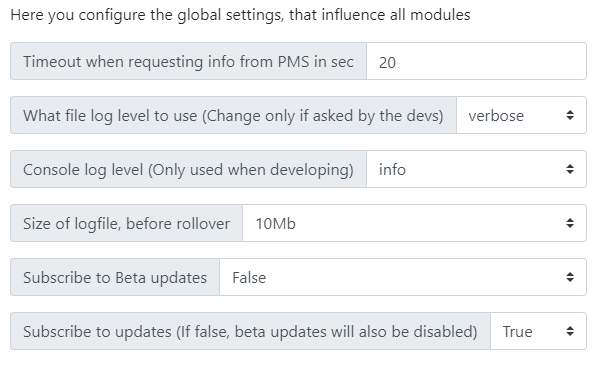 Here you configure the global settings, that influence all modules
Timeout when requesting info from PMS in sec 20
What file log level to use (Change only if asked by the devs) verbose
Console log level (Only used when developing) info
Size of logfile, before rollover 10Mb
Subscribe to Beta updates False
Subscribe to updates (If false, beta updates will also be disabled) True